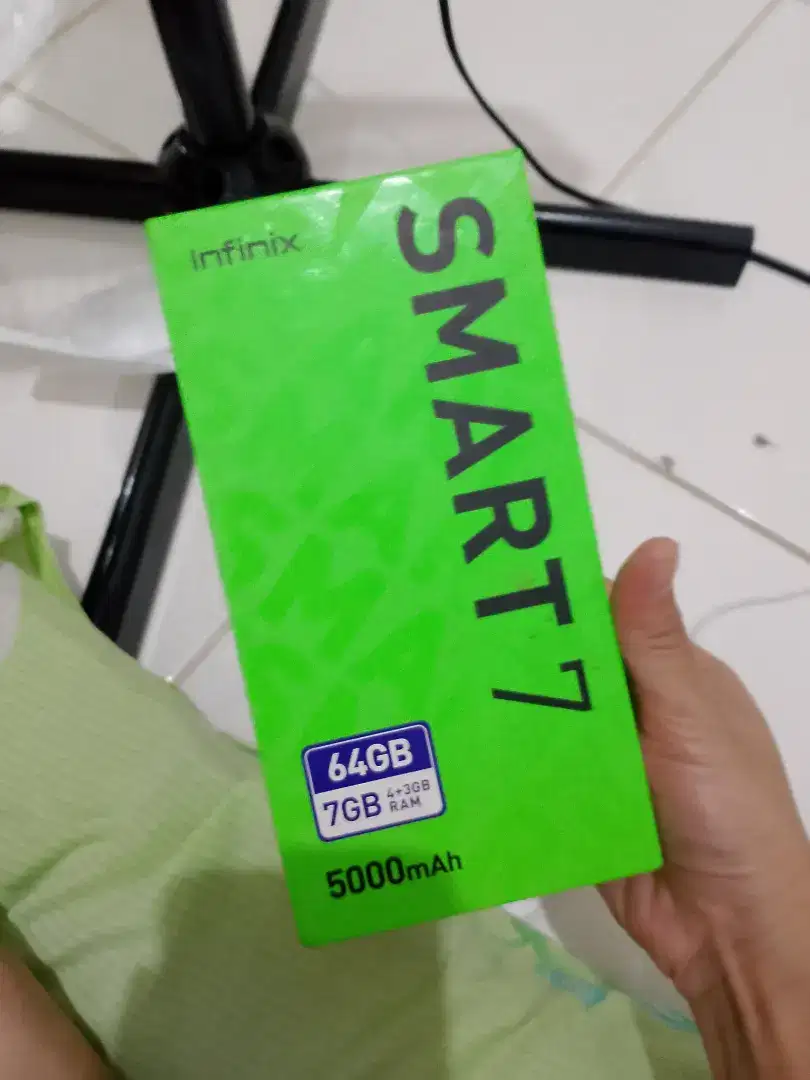 Infinix
SMART 7
64GB
7GB 4+3GB RAM
5000mAh